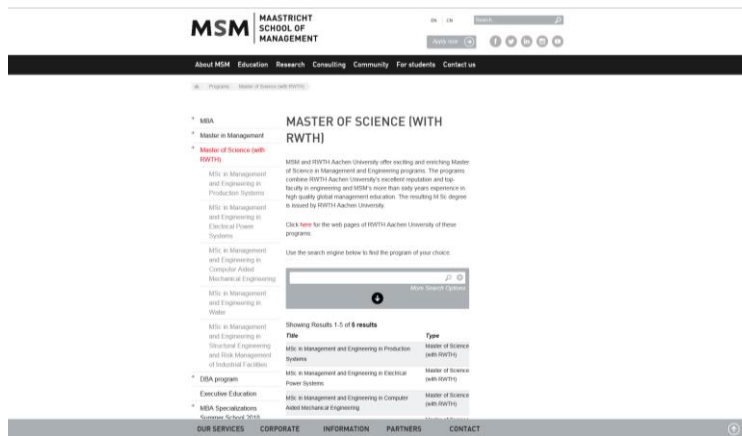 MSM
MAASTRICHT
SCHOOL OF
MANAGEMENT
EN CN
Search
Apply now
About MSM Education Research Consulting Community For students Contact us
Programs Master of Science (with RWTH)
MBA
Master in Management
Master of Science (with
RWTH)
MSc in Management
and Engineering in
Production Systems
MSc in Management
and Engineering in
Electrical Power
Systems
MSc in Management
and Engineering in
Computer Aided
Mechanical Engineering
MSc in Management
and Engineering in
Water
MSc in Management
and Engineering in
Structural Engineering
and Risk Management
of Industrial Facilities
DBA program
Executive Education
MBA Specializations
Summer School 2018
MASTER OF SCIENCE (WITH
RWTH)
MSM and RWTH Aachen University offer exciting and enriching Master
of Science in Management and Engineering programs. The programs
combine RWTH Aachen University's excellent reputation and top
faculty in engineering and MSM's more than sixty years experience in
high quality global management education. The resulting M.Sc degree
is issued by RWTH Aachen University.
Click here for the web pages of RWTH Aachen University of these
programs.
Use the search engine below to find the program of your choice.
More Search Options
Showing Results 1-5 of 5 results
Title Type
MSc in Management and Engineering in Production
Systems
Master of Science
(with RWTH)
MSc in Management and Engineering in Electrical
Power Systems
Master of Science
(with RWTH)
MSc in Management and Engineering in Computer
Aided Mechanical Engineering
Master of Science
(with RWTH)
OUR SERVICES CORPORATE INFORMATION PARTNERS CONTACT